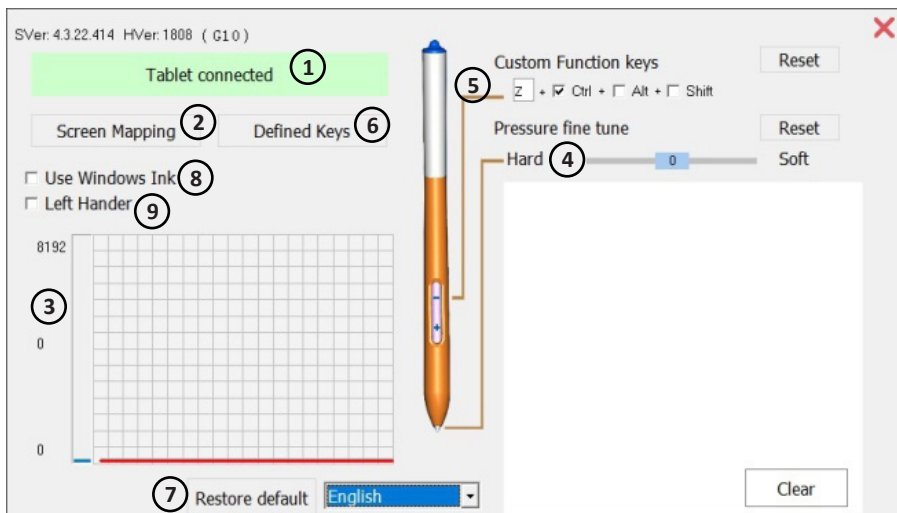 SVer: 4.3.22.414 HVer: 1808 ( G10 )
Tablet connected 1
2 6
Screen Mapping Defined Keys
Use Windows Ink 8
Left Hander 9
8192
3
0
0
7 Restore default English
Custom Function keys Reset
5 Z + Ctrl + Alt + Shift
Pressure fine tune Reset
Hard 4 0 Soft
- 
+
Clear